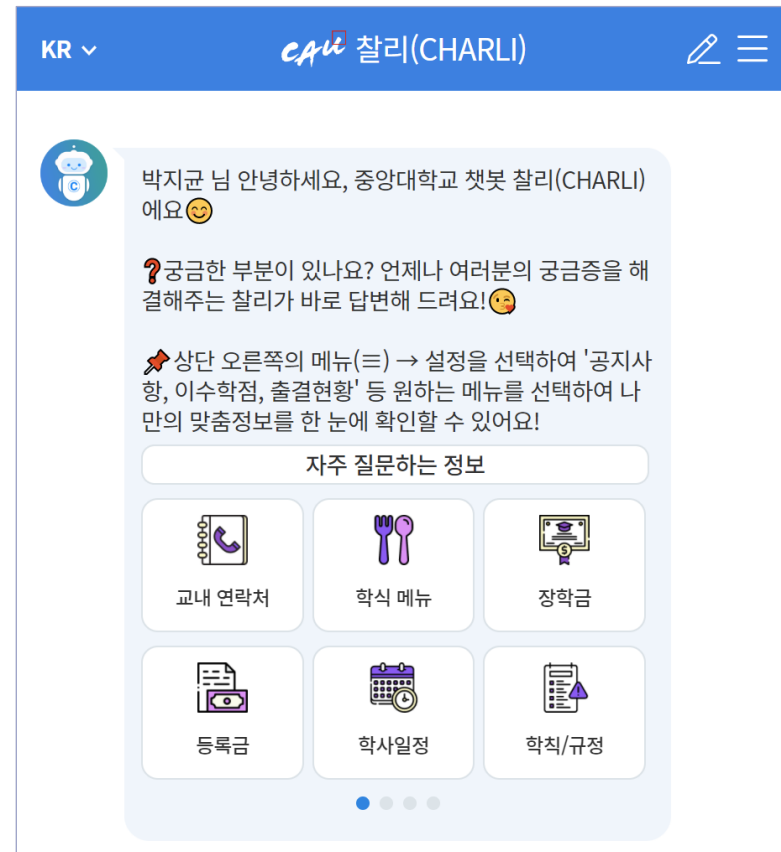 KR
CAU 찰리(CHARLI)
박지균 님 안녕하세요, 중앙대학교 챗봇 찰리(CHARLI)
에요😊
❓궁금한 부분이 있나요? 언제나 여러분의 궁금증을 해
결해주는 찰리가 바로 답변해 드려요!😘
📌상단 오른쪽의 메뉴(☰) → 설정을 선택하여 '공지사
항, 이수학점, 출결현황' 등 원하는 메뉴를 선택하여 나
만의 맞춤정보를 한 눈에 확인할 수 있어요!
자주 질문하는 정보
교내 연락처
학식 메뉴
장학금
등록금
학사일정
학칙/규정